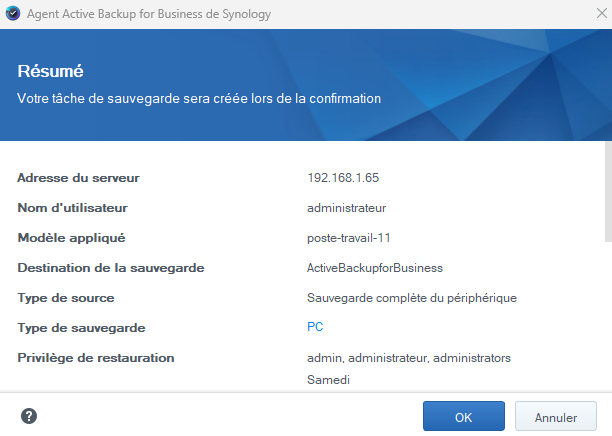 Agent Active Backup for Business de Synology
Résumé
Votre tâche de sauvegarde sera créée lors de la confirmation
Adresse du serveur 192.168.1.65
Nom d'utilisateur administrateur
Modèle appliqué poste-travail-11
Destination de la sauvegarde ActiveBackupforBusiness
Type de source Sauvegarde complète du périphérique
Type de sauvegarde PC
Privilège de restauration admin, administrateur, administrators
Samedi
? OK Annuler